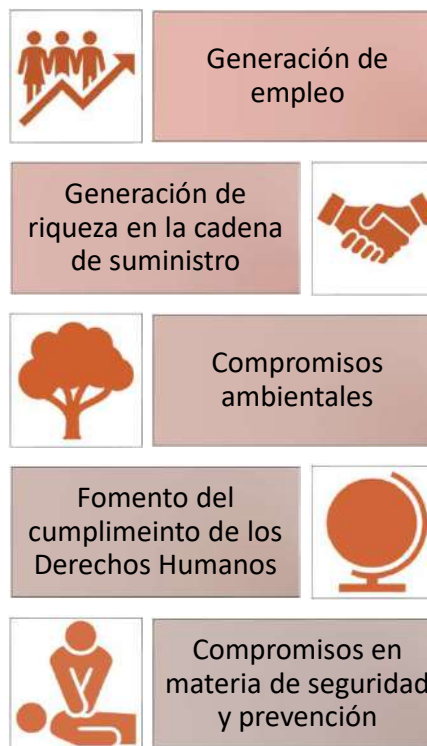 Generación de
empleo
Generación de
riqueza en la cadena
de suministro
Compromisos
ambientales
Fomento del
cumplimeinto de los
Derechos Humanos
Compromisos en
materia de seguridad
y prevención